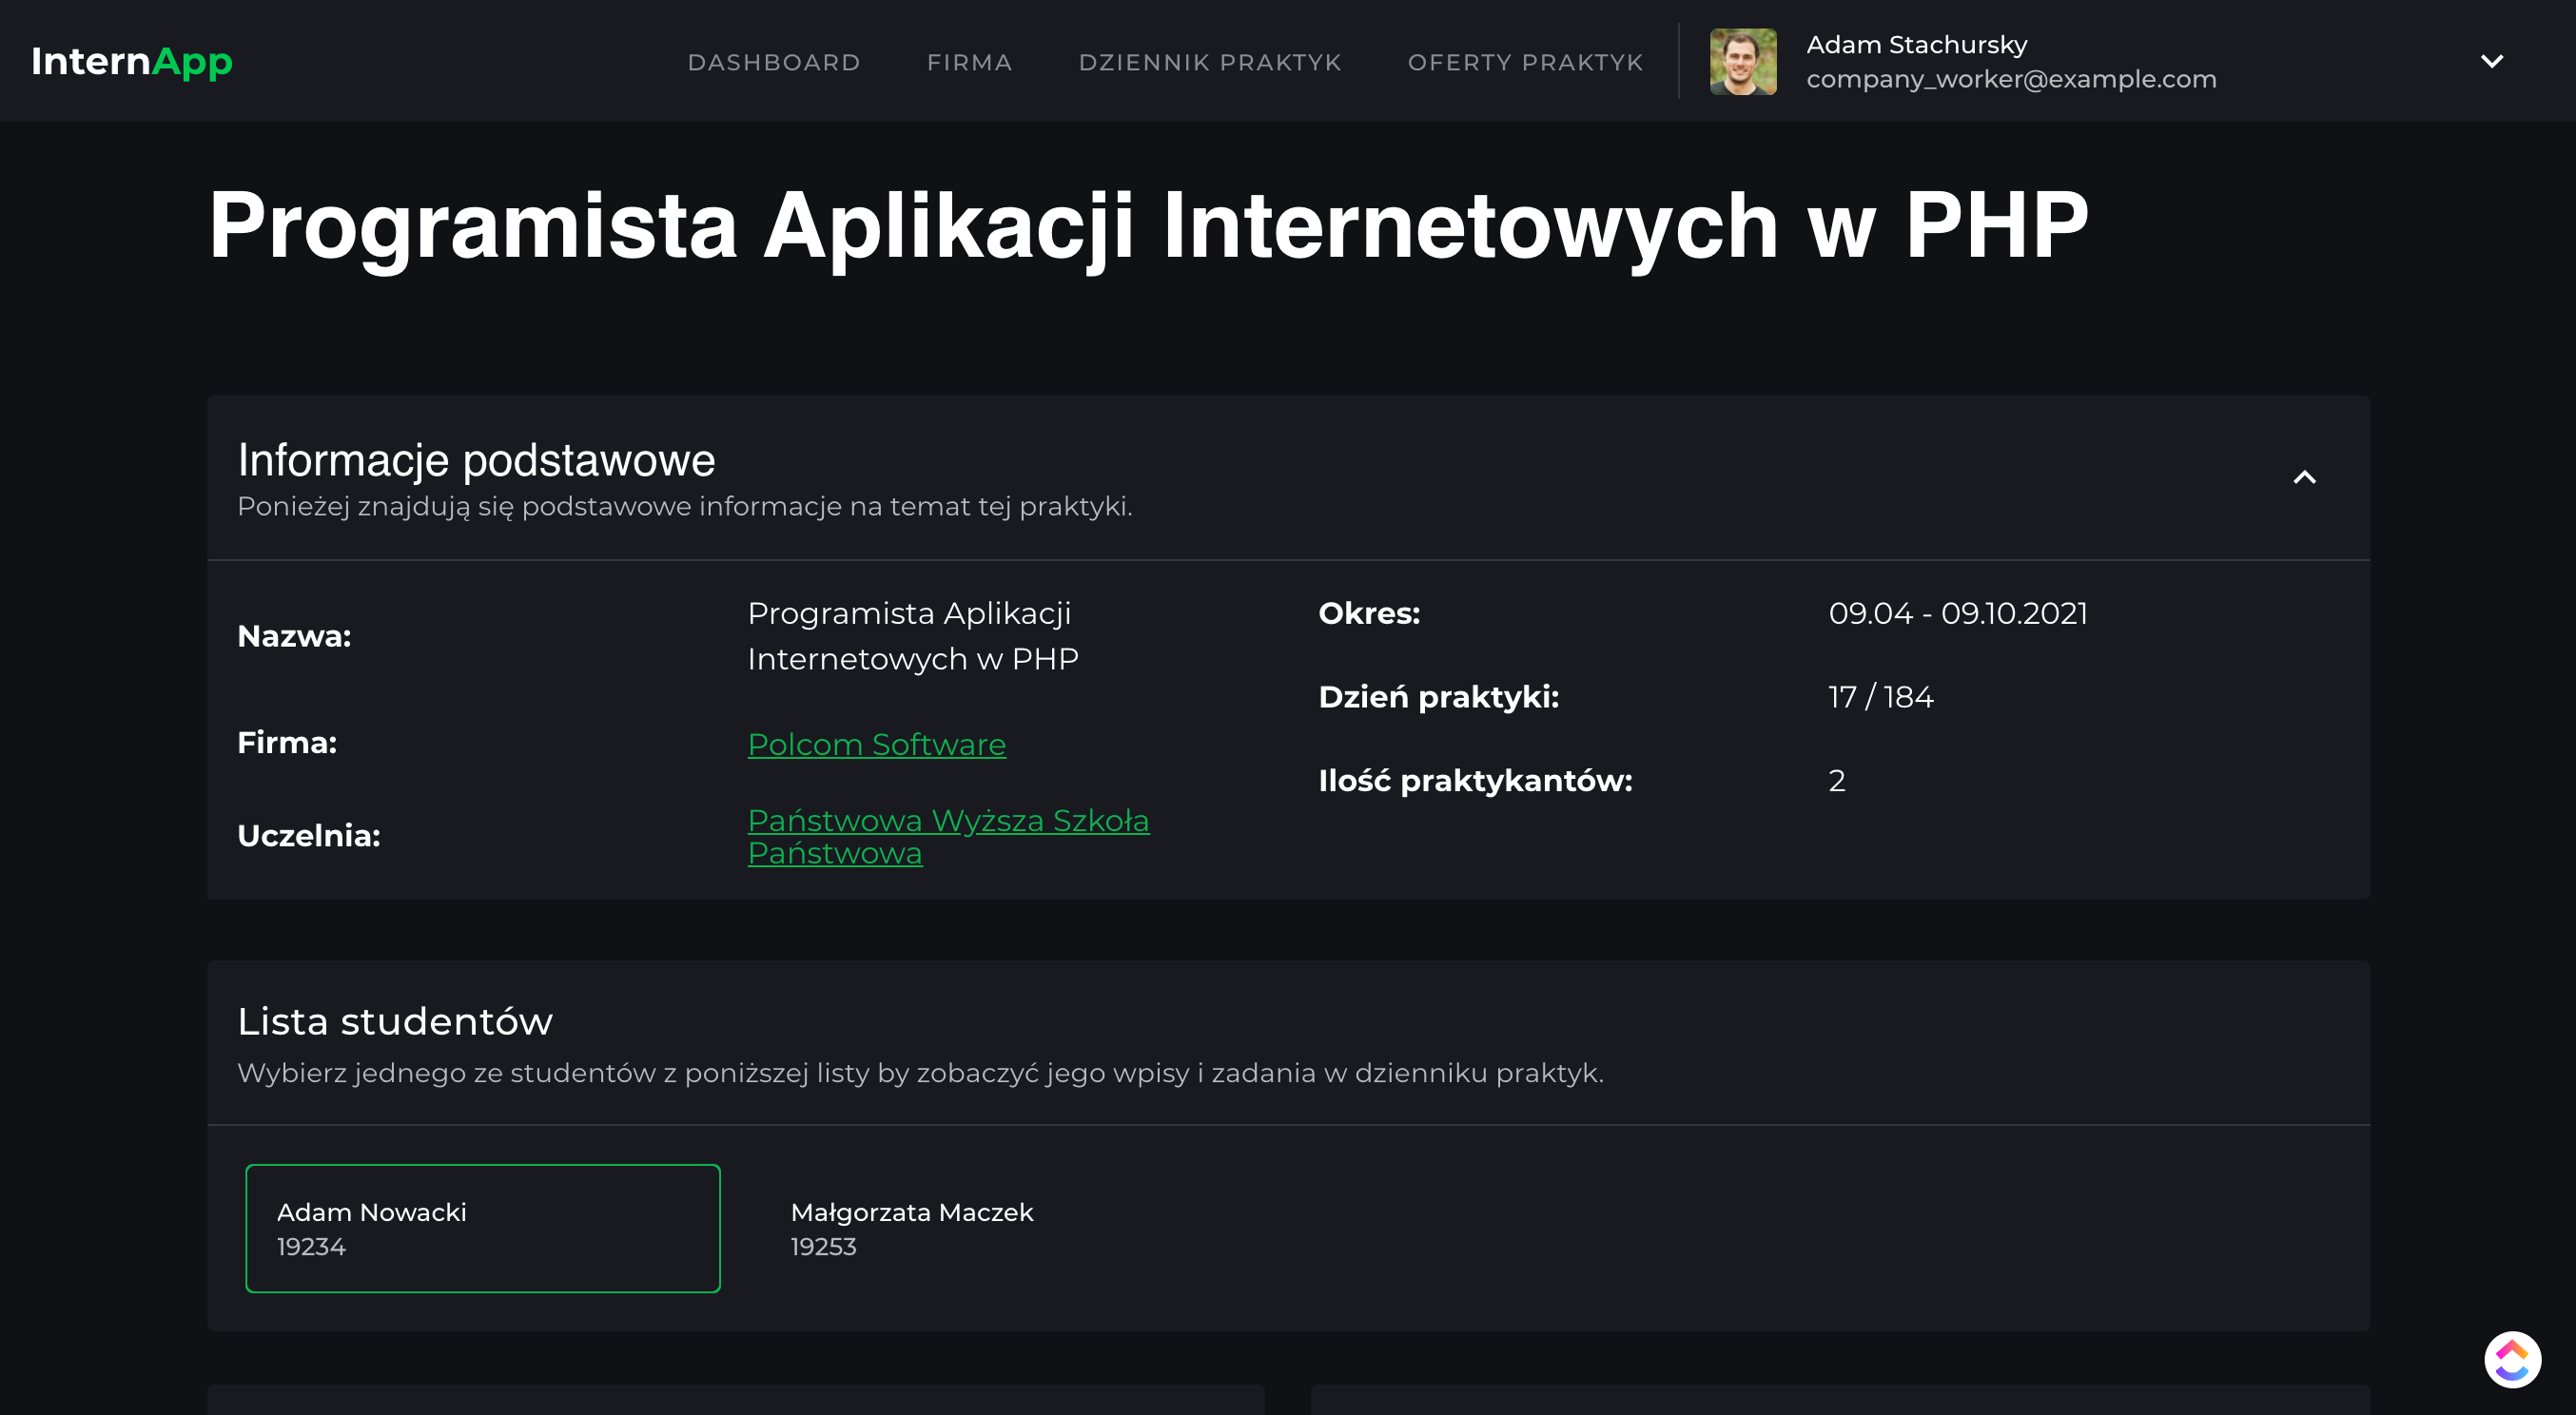 InternApp
DASHBOARD
FIRMA
DZIENNIK PRAKTYK
OFERTY PRAKTYK
Adam Stachursky
company_worker@example.com
Programista Aplikacji Internetowych w PHP
Informacje podstawowe
Ponieżej znajdują się podstawowe informacje na temat tej praktyki.
Nazwa:
Programista Aplikacji
Internetowych w PHP
Firma:
Polcom Software
Uczelnia:
Państwowa Wyższa Szkoła
Państwowa
Okres:
09.04 - 09.10.2021
Dzień praktyki:
17 / 184
Ilość praktykantów:
2
Lista studentów
Wybierz jednego ze studentów z poniższej listy by zobaczyć jego wpisy i zadania w dzienniku praktyk.
Adam Nowacki
19234
Małgorzata Maczek
19253